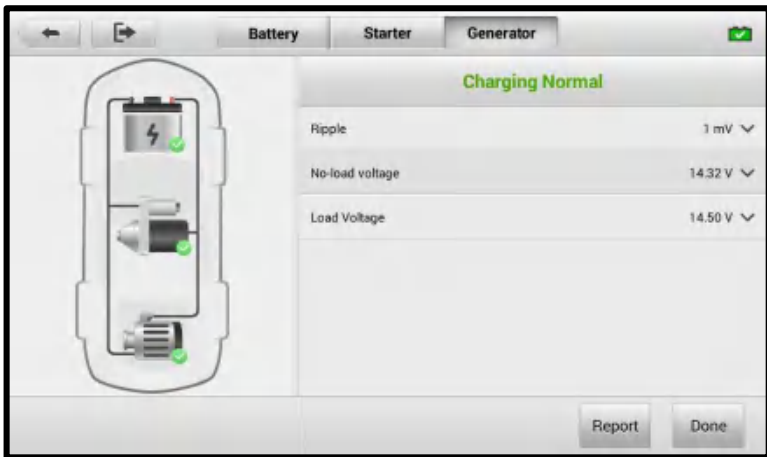 Battery Starter Generator
Charging Normal
Ripple 1 mV
No-load voltage 14.32 V
Load Voltage 14.50 V
Report Done